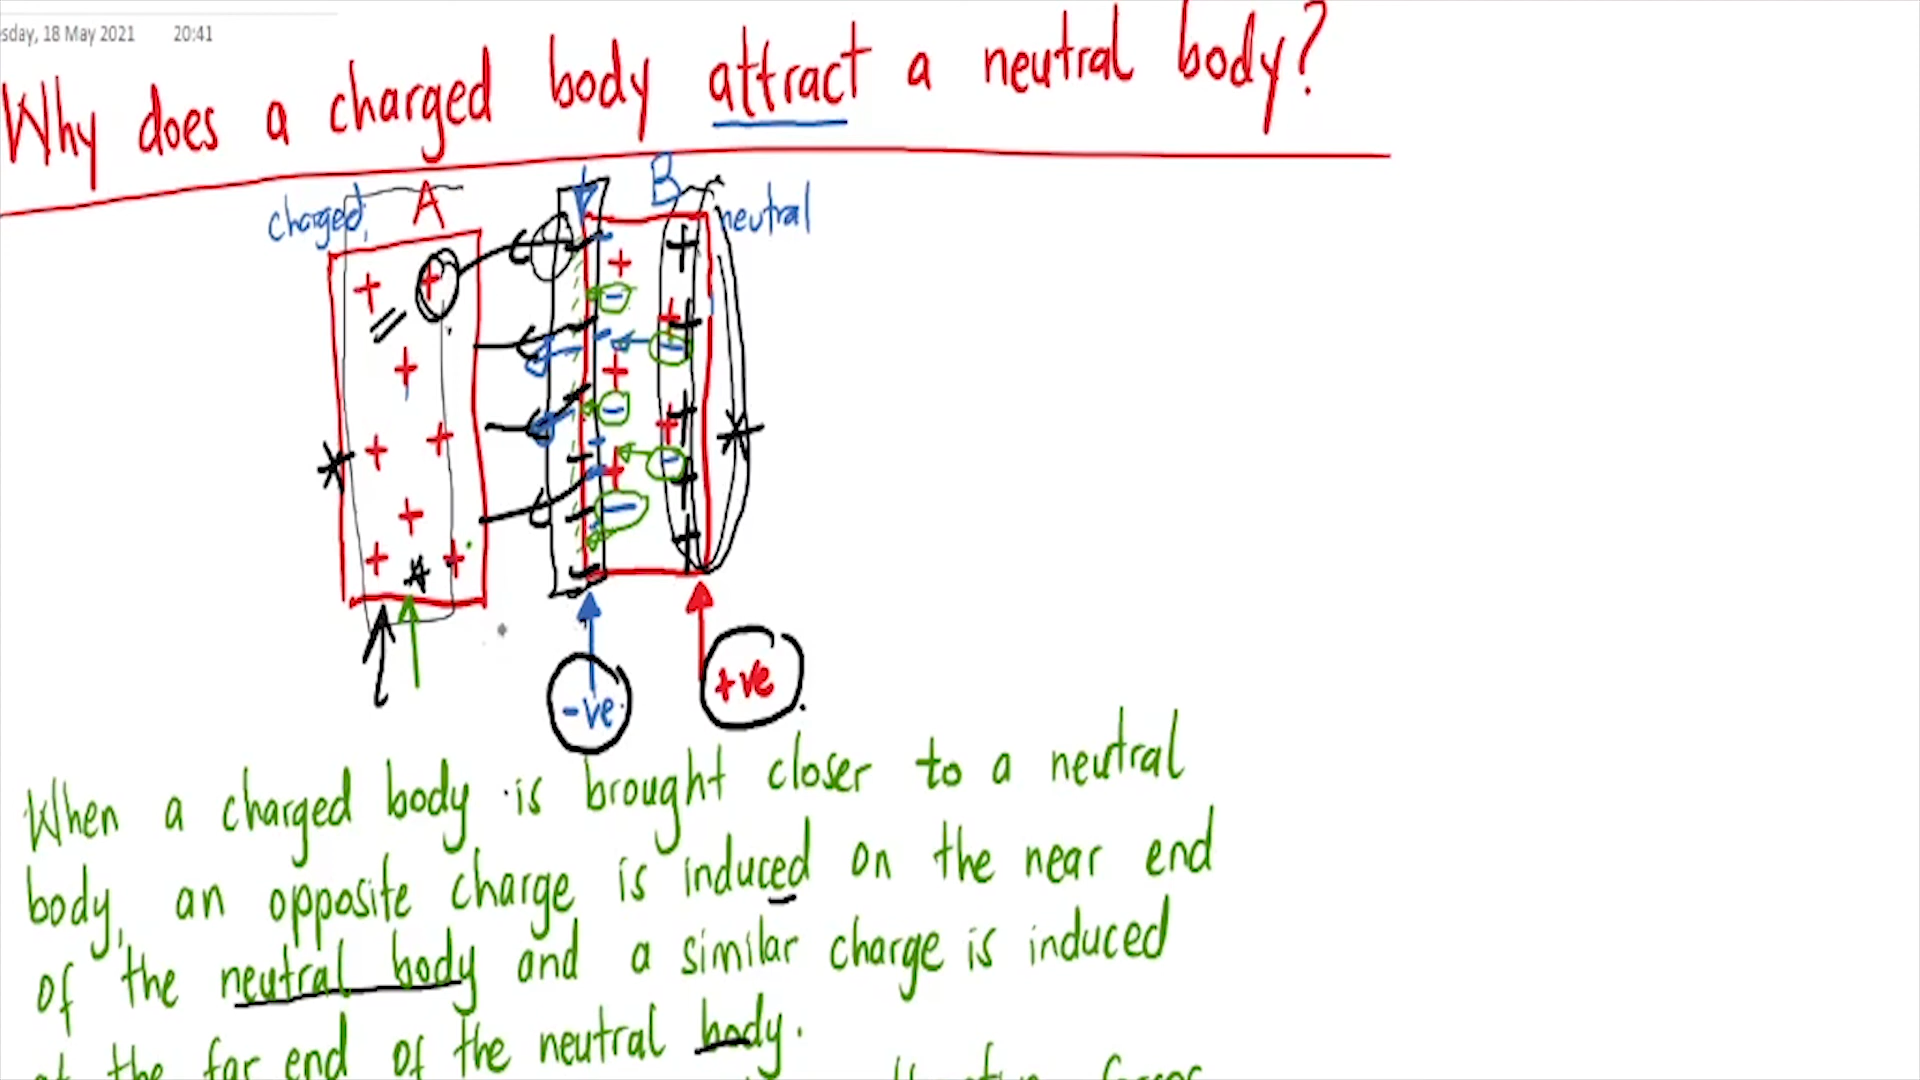 sday, 18 May 2021 20:41
Why does a charged body attract a neutral body?
charged A B neutral
-ve +ve
When a charged body is brought closer to a neutral
body, an opposite charge is induced on the near end
of the neutral body and a similar charge is induced
at the far end of the neutral body.